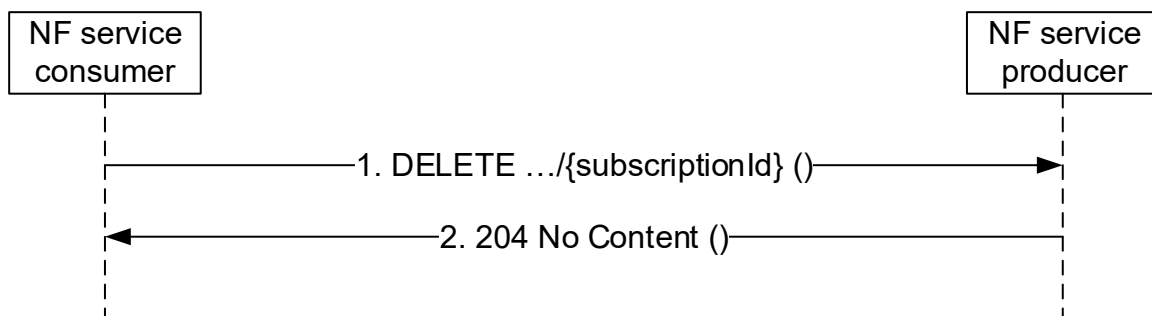 NF service
consumer
NF service
producer
1. DELETE …/{subscriptionId} ()
2. 204 No Content ()